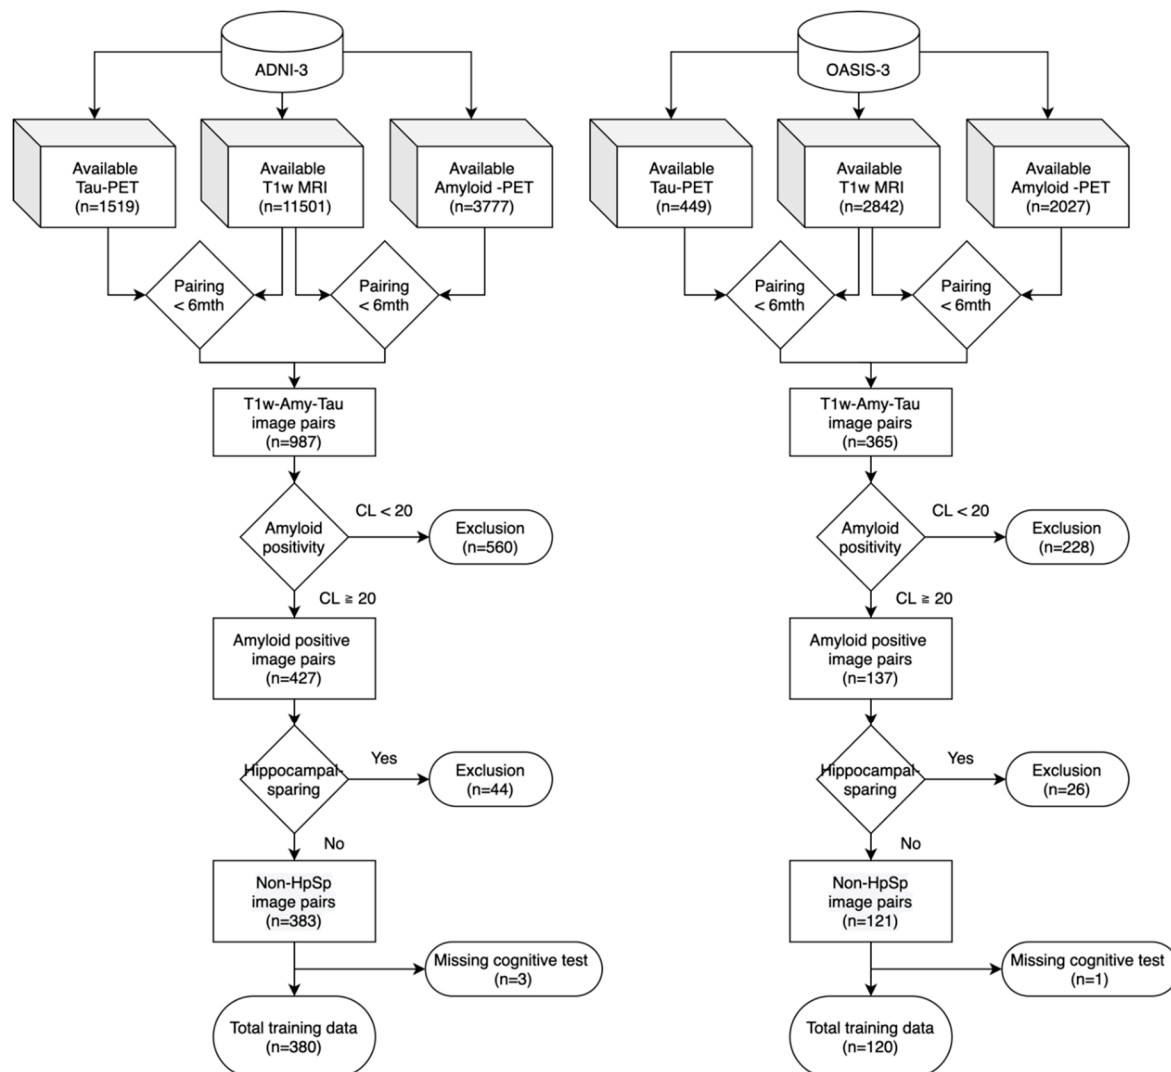 ADNI-3
Available
Tau-PET
(n=1519)
Available
T1w MRI
(n=11501)
Available
Amyloid -PET
(n=3777)
Pairing
< 6mth
Pairing
< 6mth
T1w-Amy-Tau
image pairs
(n=987)
Amyloid
positivity
CL < 20
Exclusion
(n=560)
CL ≧ 20
Amyloid positive
image pairs
(n=427)
Hippocampal-
sparing
Yes
Exclusion
(n=44)
No
Non-HpSp
image pairs
(n=383)
Missing cognitive test
(n=3)
Total training data
(n=380)
OASIS-3
Available
Tau-PET
(n=449)
Available
T1w MRI
(n=2842)
Available
Amyloid -PET
(n=2027)
Pairing
< 6mth
Pairing
< 6mth
T1w-Amy-Tau
image pairs
(n=365)
Amyloid
positivity
CL < 20
Exclusion
(n=228)
CL ≧ 20
Amyloid positive
image pairs
(n=137)
Hippocampal-
sparing
Yes
Exclusion
(n=26)
No
Non-HpSp
image pairs
(n=121)
Missing cognitive test
(n=1)
Total training data
(n=120)